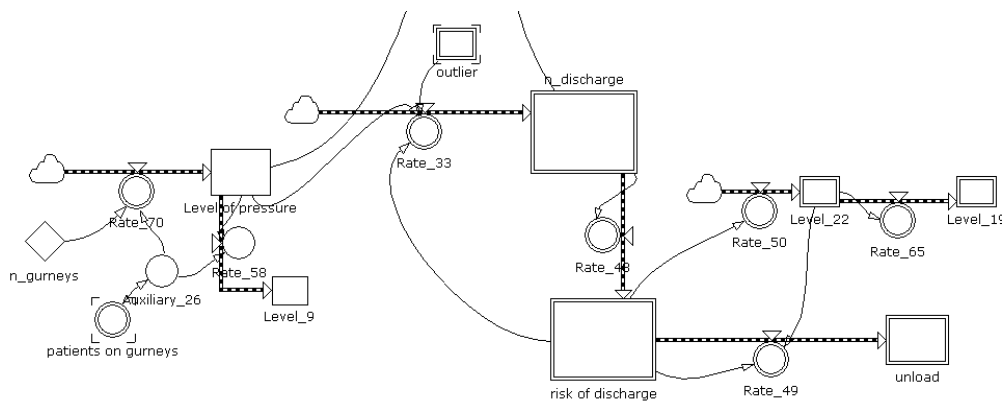 outlier
n_discharge
Rate_33
Level of pressure
Rate_70
n_gurneys
Rate_58
Auxiliary_26
Level_9
patients on gurneys
Rate_48
Rate_50
Level_22
Level_19
Rate_65
risk of discharge
Rate_49
unload